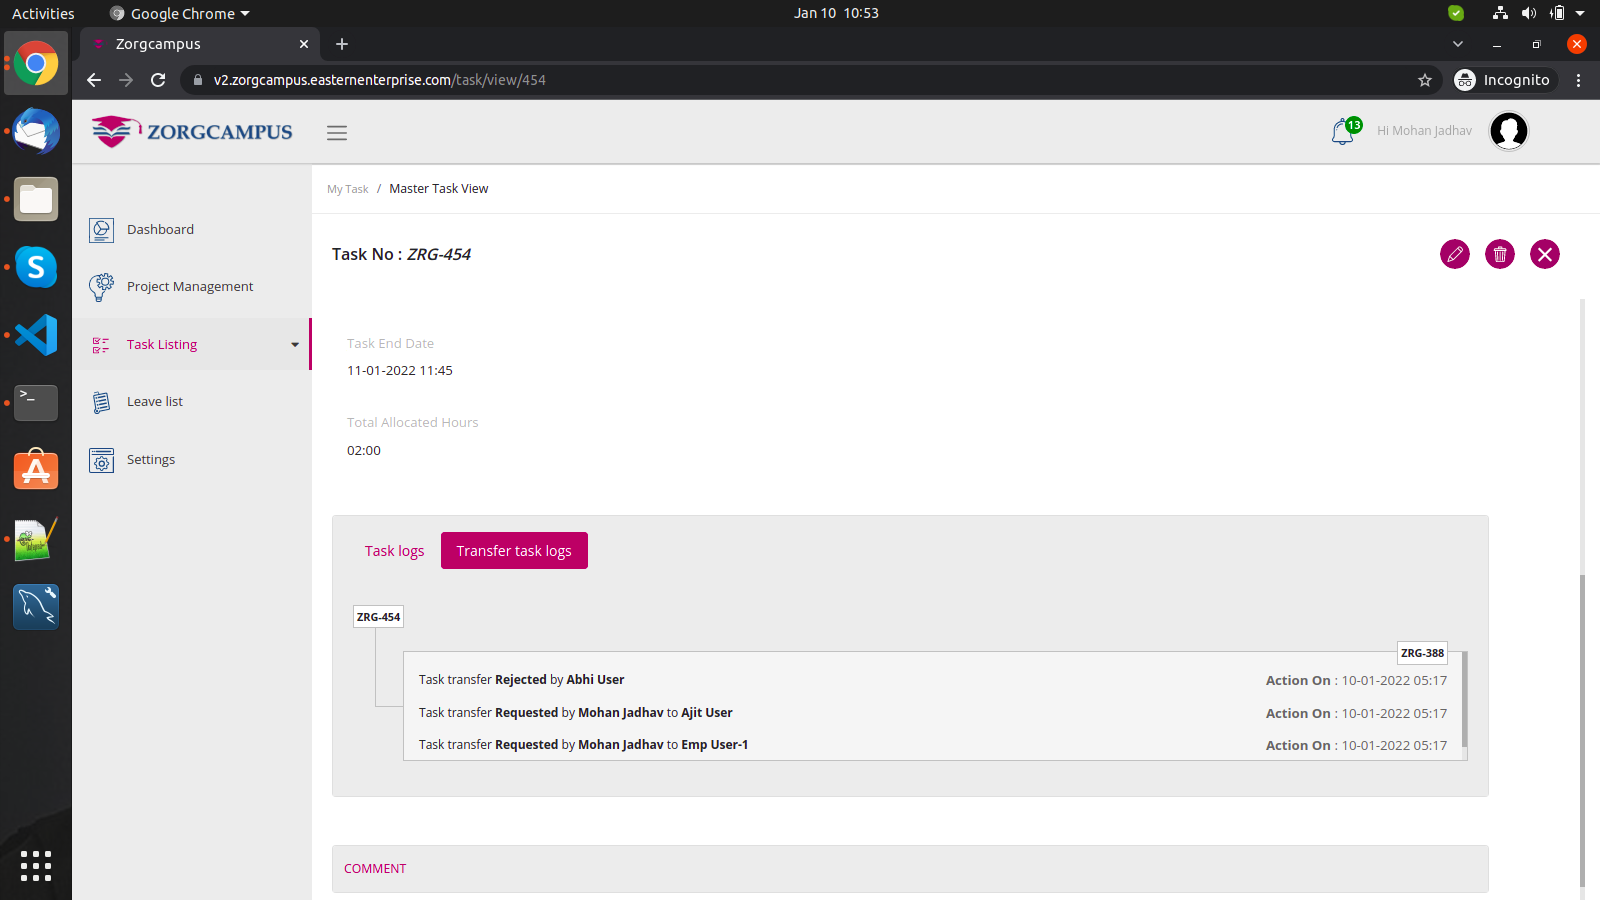 Activities
Google Chrome
Jan 10 10:53
Zorgcampus
v2.zorgcampus.easternenterprise.com/task/view/454
Incognito
ZORGCAMPUS
13
Hi Mohan Jadhav
My Task / Master Task View
Dashboard
Project Management
Task Listing
Leave list
Settings
Task No : ZRG-454
Task End Date
11-01-2022 11:45
Total Allocated Hours
02:00
Task logs
Transfer task logs
ZRG-454
ZRG-388
Task transfer Rejected by Abhi User
Action On : 10-01-2022 05:17
Task transfer Requested by Mohan Jadhav to Ajit User
Action On : 10-01-2022 05:17
Task transfer Requested by Mohan Jadhav to Emp User-1
Action On : 10-01-2022 05:17
COMMENT